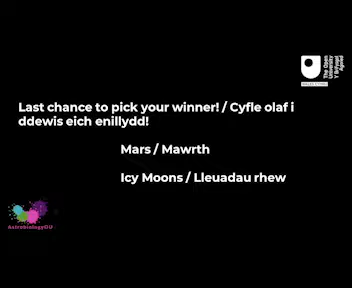 The Open
University
Y Brifysgol
Agored
Last chance to pick your winner! / Cyfle olaf i
ddewis eich enillydd!
Mars / Mawrth
Icy Moons / Lleuadau rhew
AstrobiologyOU